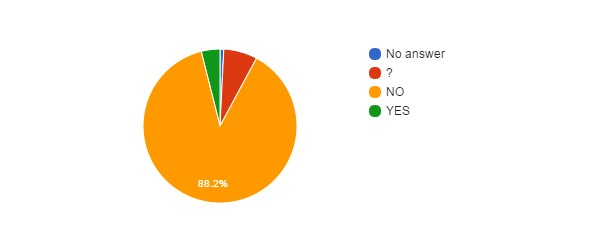 No answer
?
NO
YES
88.2%